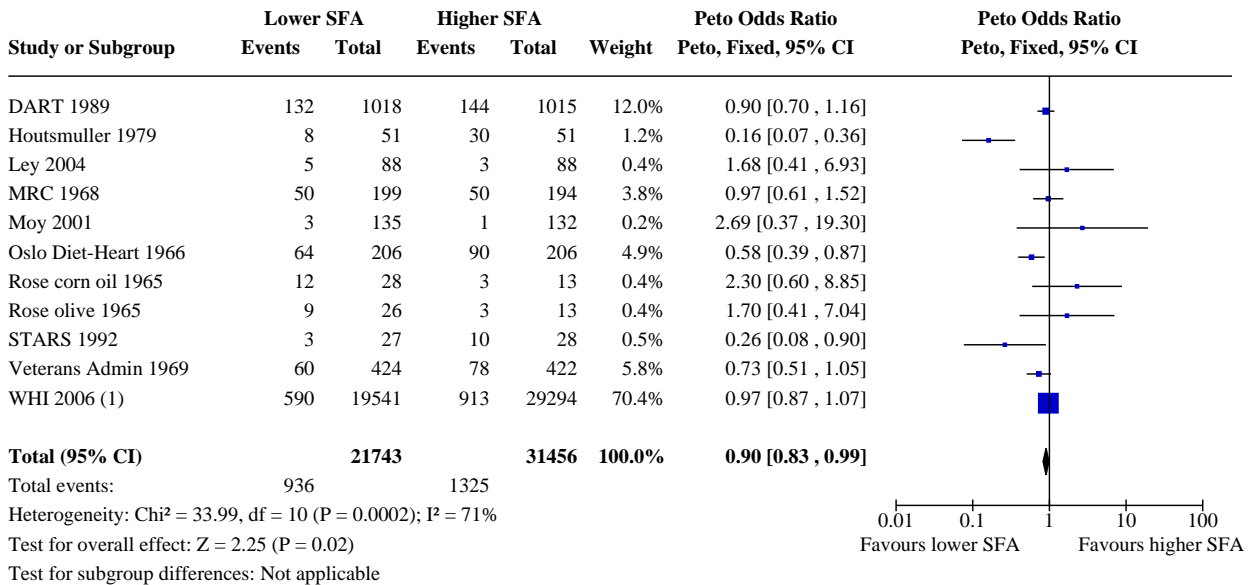 Lower SFA Higher SFA Peto Odds Ratio Peto Odds Ratio
Study or Subgroup Events Total Events Total Weight Peto, Fixed, 95% CI Peto, Fixed, 95% CI
DART 1989 132 1018 144 1015 12.0% 0.90 [0.70 , 1.16]
Houtsmuller 1979 8 51 30 51 1.2% 0.16 [0.07 , 0.36]
Ley 2004 5 88 3 88 0.4% 1.68 [0.41 , 6.93]
MRC 1968 50 199 50 194 3.8% 0.97 [0.61 , 1.52]
Moy 2001 3 135 1 132 0.2% 2.69 [0.37 , 19.30]
Oslo Diet-Heart 1966 64 206 90 206 4.9% 0.58 [0.39 , 0.87]
Rose corn oil 1965 12 28 3 13 0.4% 2.30 [0.60 , 8.85]
Rose olive 1965 9 26 3 13 0.4% 1.70 [0.41 , 7.04]
STARS 1992 3 27 10 28 0.5% 0.26 [0.08 , 0.90]
Veterans Admin 1969 60 424 78 422 5.8% 0.73 [0.51 , 1.05]
WHI 2006 (1) 590 19541 913 29294 70.4% 0.97 [0.87 , 1.07]
Total (95% CI) 21743 31456 100.0% 0.90 [0.83 , 0.99]
Total events: 936 1325
Heterogeneity: Chi² = 33.99, df = 10 (P = 0.0002); I² = 71%
0.01 0.1 1 10 100
Test for overall effect: Z = 2.25 (P = 0.02)
Favours lower SFA Favours higher SFA
Test for subgroup differences: Not applicable